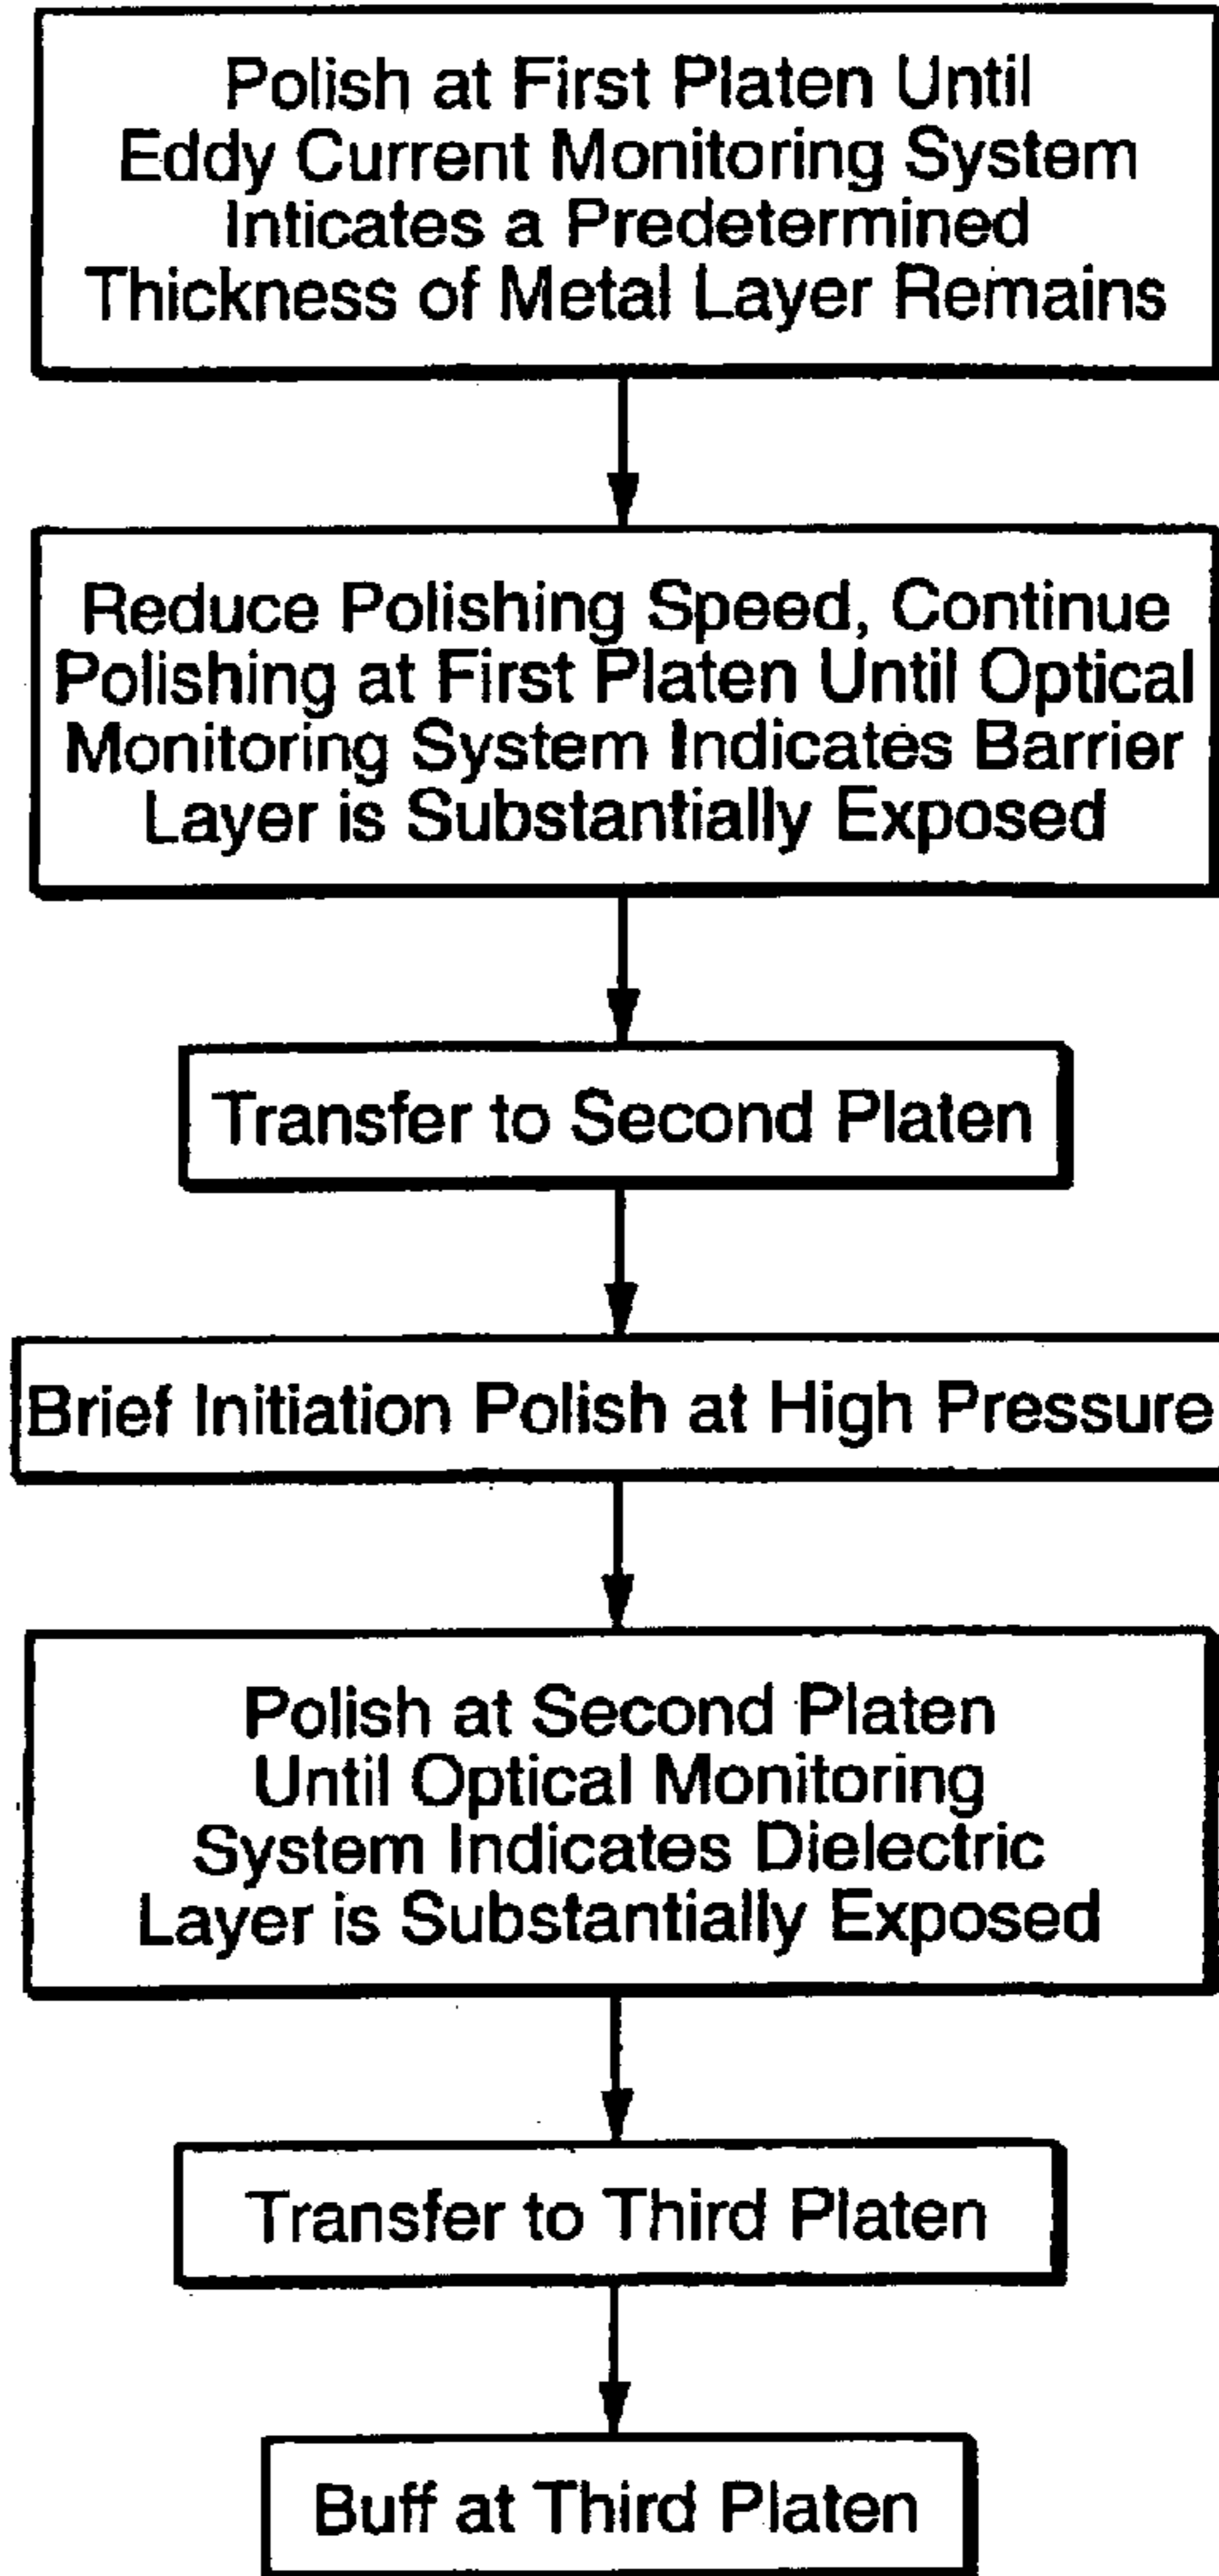 Polish at First Platen Until
Eddy Current Monitoring System
Inticates a Predetermined
Thickness of Metal Layer Remains
Reduce Polishing Speed, Continue
Polishing at First Platen Until Optical
Monitoring System Indicates Barrier
Layer is Substantially Exposed
Transfer to Second Platen
Brief Initiation Polish at High Pressure
Polish at Second Platen
Until Optical Monitoring
System Indicates Dielectric
Layer is Substantially Exposed
Transfer to Third Platen
Buff at Third Platen